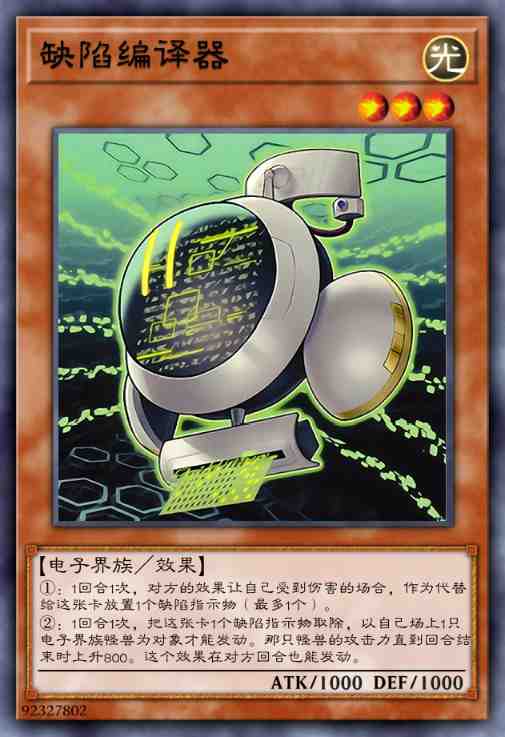 缺陷编译器
光
【电子界族／效果】
①：1回合1次，对方的效果让自己受到伤害的场合，作为代替
给这张卡放置1个缺陷指示物（最多1个）。
②：1回合1次，把这张卡1个缺陷指示物取除，以自己场上1只
电子界族怪兽为对象才能发动。那只怪兽的攻击力直到回合结
束时上升800。这个效果在对方回合也能发动。
ATK/1000 DEF/1000
92327802